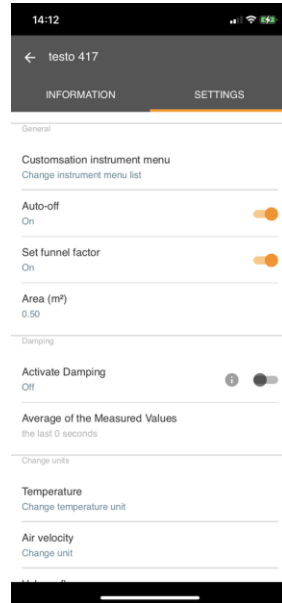 14:12
testo 417
INFORMATION SETTINGS
General
Customsation instrument menu
Change instrument menu list
Auto-off
On
Set funnel factor
On
Area (m²)
0.50
Damping
Activate Damping
Off
Average of the Measured Values
the last 0 seconds
Change units
Temperature
Change temperature unit
Air velocity
Change unit